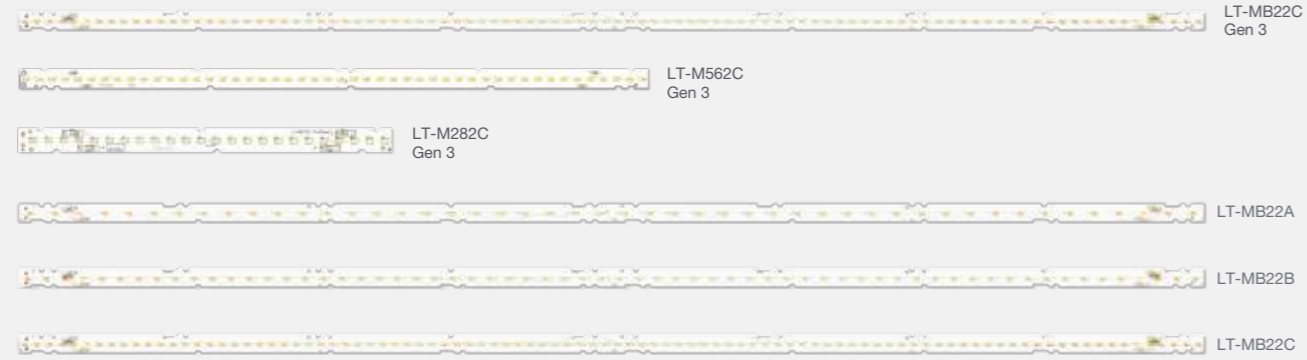 LT-MB22C
Gen 3
LT-M562C
Gen 3
LT-M282C
Gen 3
LT-MB22A
LT-MB22B
LT-MB22C